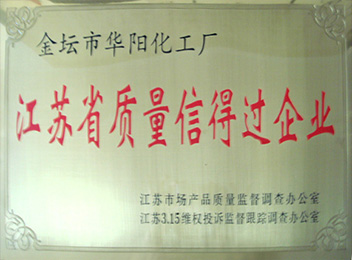 金坛市华阳化工厂
江苏省质量信得过企业
江苏市场产品质量监督调查办公室
江苏3.15维权投诉监督跟踪调查办公室